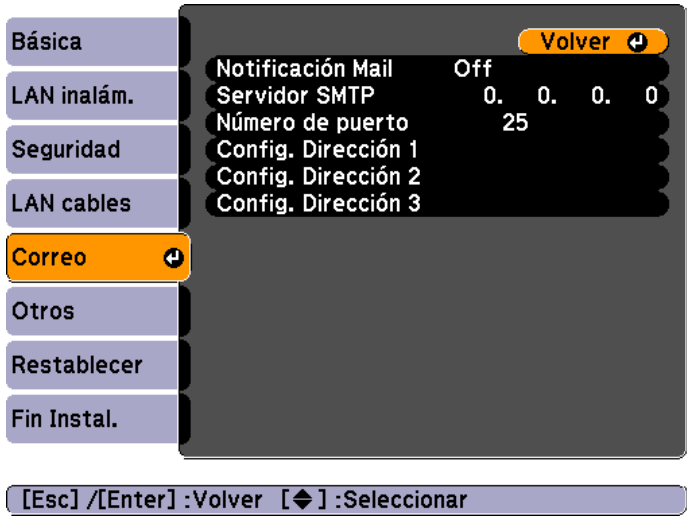 Básica
LAN inalám.
Seguridad
LAN cables
Correo
Otros
Restablecer
Fin Instal.
Volver
Notificación Mail Off
Servidor SMTP 0. 0. 0. 0
Número de puerto 25
Config. Dirección 1
Config. Dirección 2
Config. Dirección 3
[Esc] /[Enter] :Volver [◆] :Seleccionar